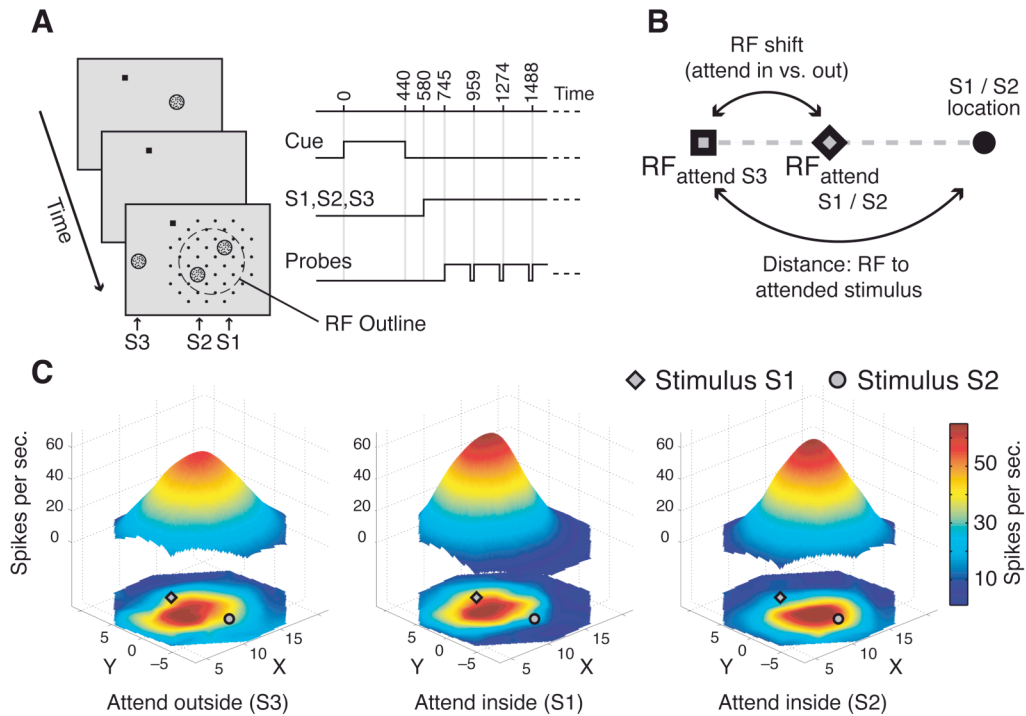 A
0
440
580
745
959
1274
1488
Time
Cue
S1,S2,S3
Probes
Time
RF Outline
S3
S2
S1
B
RF shift
(attend in vs. out)
S1 / S2
location
RF attend S3
RF attend
S1 / S2
Distance: RF to
attended stimulus
C
Stimulus S1
Stimulus S2
Spikes per sec.
60
40
20
0
5
0
−5
Y
5
10
15
X
Attend outside (S3)
60
40
20
0
5
0
−5
Y
5
10
15
X
Attend inside (S1)
60
40
20
0
5
0
−5
Y
5
10
15
X
Attend inside (S2)
50
30
10
Spikes per sec.